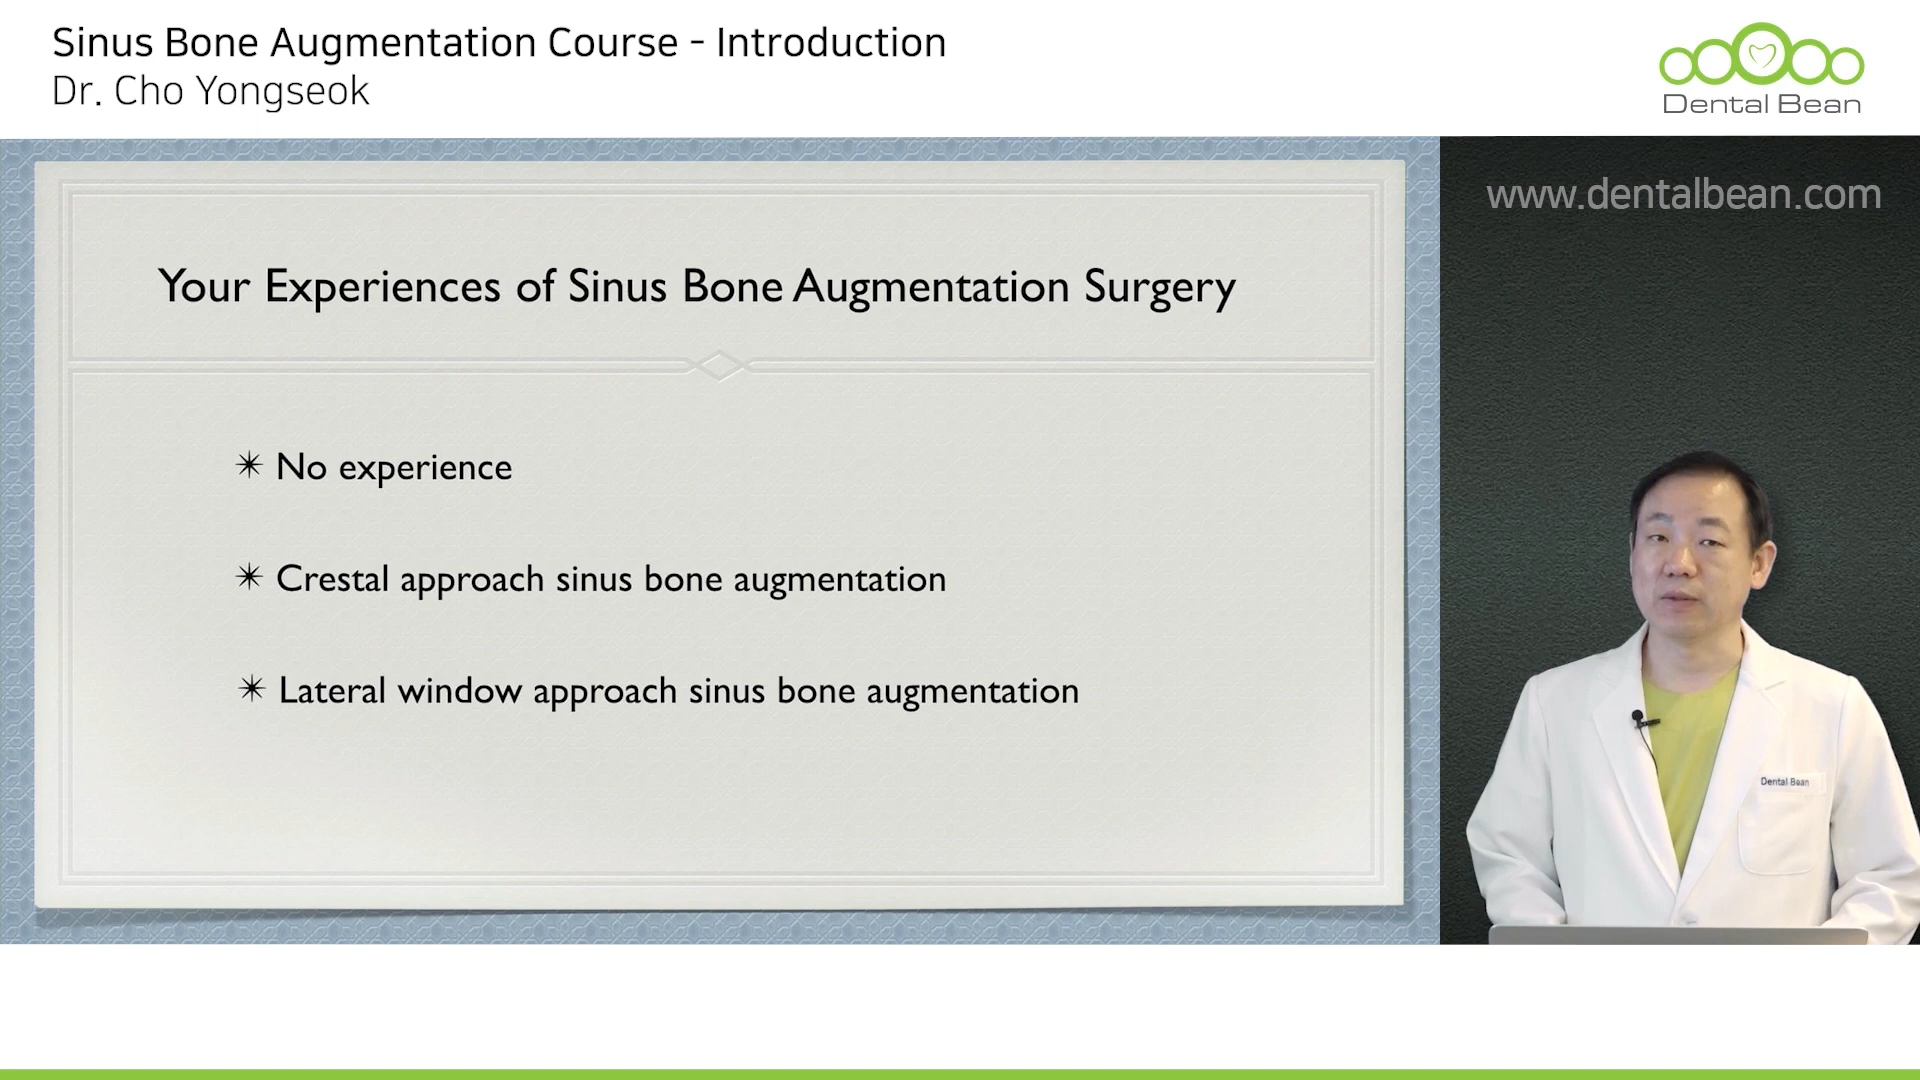 Sinus Bone Augmentation Course - Introduction
Dr. Cho Yongseok
Dental Bean
www.dentalbean.com
Your Experiences of Sinus Bone Augmentation Surgery
✴ No experience
✴ Crestal approach sinus bone augmentation
✴ Lateral window approach sinus bone augmentation
Dental Bean